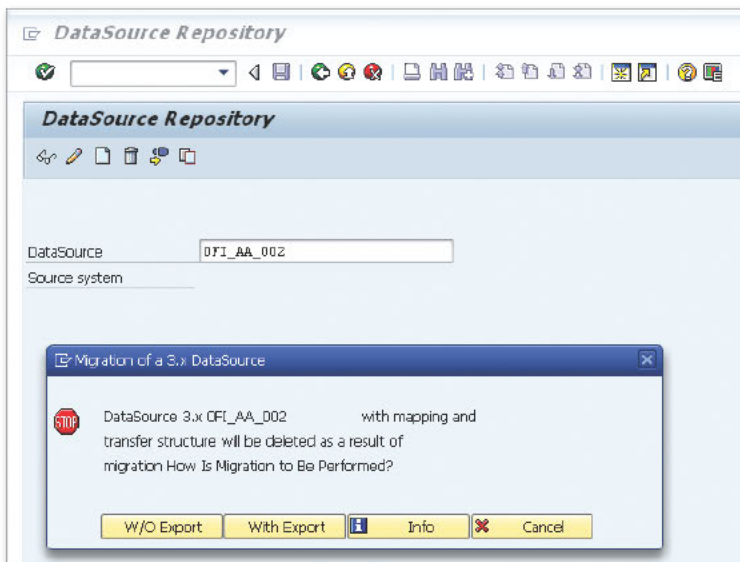 DataSource Repository
DataSource Repository
DataSource 0FI_AA_002
Source system
Migration of a 3.x DataSource
STOP
DataSource 3.x 0FI_AA_002 with mapping and
transfer structure will be deleted as a result of
migration How Is Migration to Be Performed?
W/O Export With Export Info Cancel